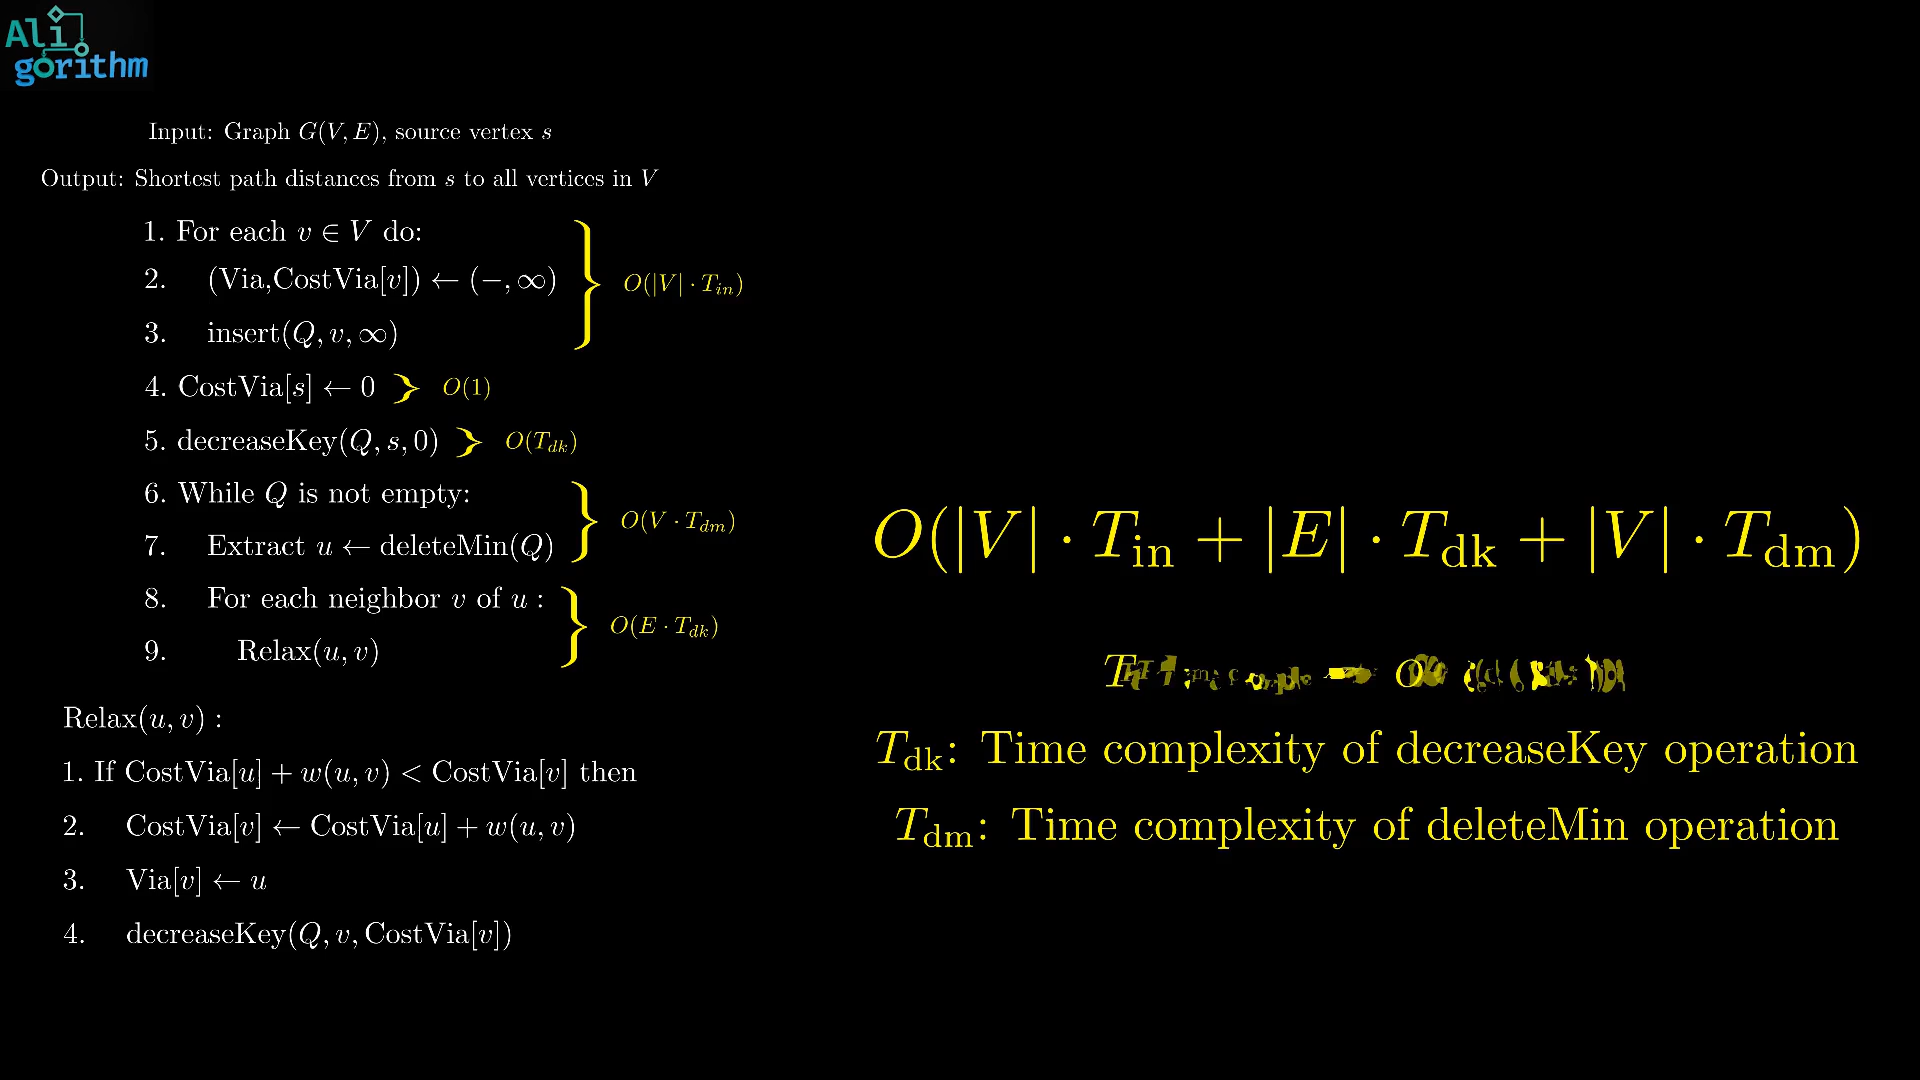 Ali
gorithm
Input: Graph G(V, E), source vertex s
Output: Shortest path distances from s to all vertices in V
1. For each v ∈ V do:
2. (Via,CostVia[v]) ← (−, ∞)
3. insert(Q, v, ∞)
O(|V| · T_in)
4. CostVia[s] ← 0
O(1)
5. decreaseKey(Q, s, 0)
O(T_dk)
6. While Q is not empty:
7. Extract u ← deleteMin(Q)
O(V · T_dm)
8. For each neighbor v of u :
9. Relax(u, v)
O(E · T_dk)
Relax(u, v) :
1. If CostVia[u] + w(u, v) < CostVia[v] then
2. CostVia[v] ← CostVia[u] + w(u, v)
3. Via[v] ← u
4. decreaseKey(Q, v, CostVia[v])
O(|V| · T_in + |E| · T_dk + |V| · T_dm)
T_dk: Time complexity of decreaseKey operation
T_dm: Time complexity of deleteMin operation